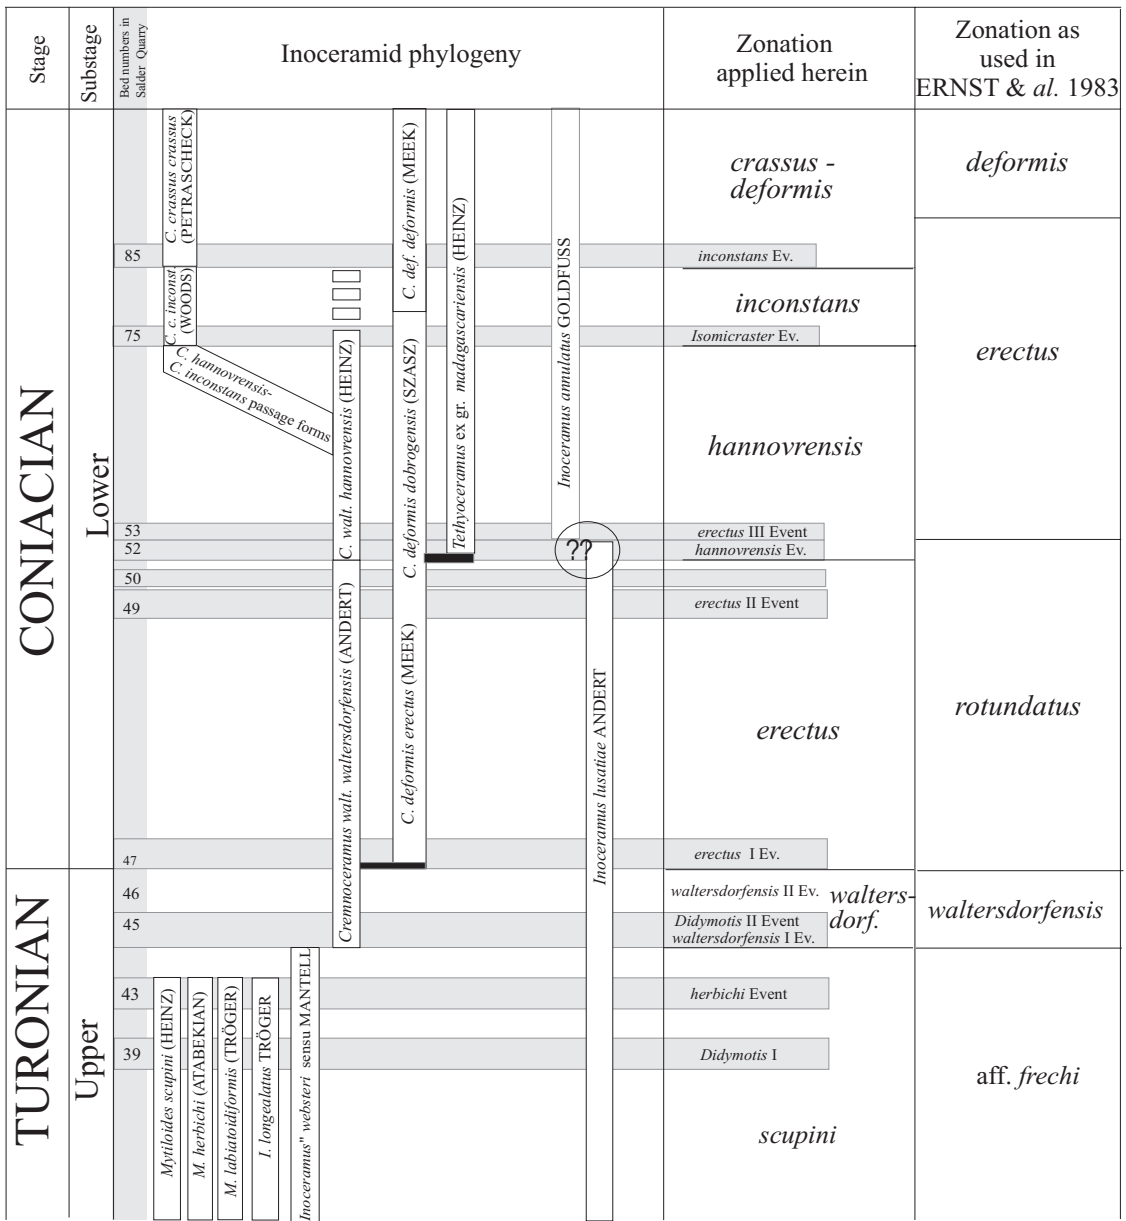 Stage
Substage
Bed numbers in
Salder Quarry
Inoceramid phylogeny
Zonation
applied herein
Zonation as
used in
ERNST & al. 1983
CONIACIAN
Lower
TURONIAN
Upper
85
75
53
52
50
49
47
46
45
43
39
C. crassus crassus
(PETRASCHECK)
C. c. inconst.
(WOODS)
C. hannovrensis-
C. inconstans passage forms
C. walt. hannovrensis (HEINZ)
Cremnoceramus walt. waltersdorfensis (ANDERT)
C. def. deformis (MEEK)
C. deformis dobrogensis (SZASZ)
C. deformis erectus (MEEK)
Tethyoceramus ex gr. madagascariensis (HEINZ)
Inoceramus annulatus GOLDFUSS
??
Inoceramus lusatiae ANDERT
Mytiloides scupini (HEINZ)
M. herbichi (ATABEKIAN)
M. labiatoidiformis (TRÖGER)
I. longealatus TRÖGER
Inoceramus" websteri sensu MANTELL
crassus -
deformis
inconstans Ev.
inconstans
Isomicraster Ev.
hannovrensis
erectus III Event
hannovrensis Ev.
erectus II Event
erectus
erectus I Ev.
waltersdorfensis II Ev.
walters-
dorf.
Didymotis II Event
waltersdorfensis I Ev.
herbichi Event
Didymotis I
scupini
deformis
erectus
rotundatus
waltersdorfensis
aff. frechi